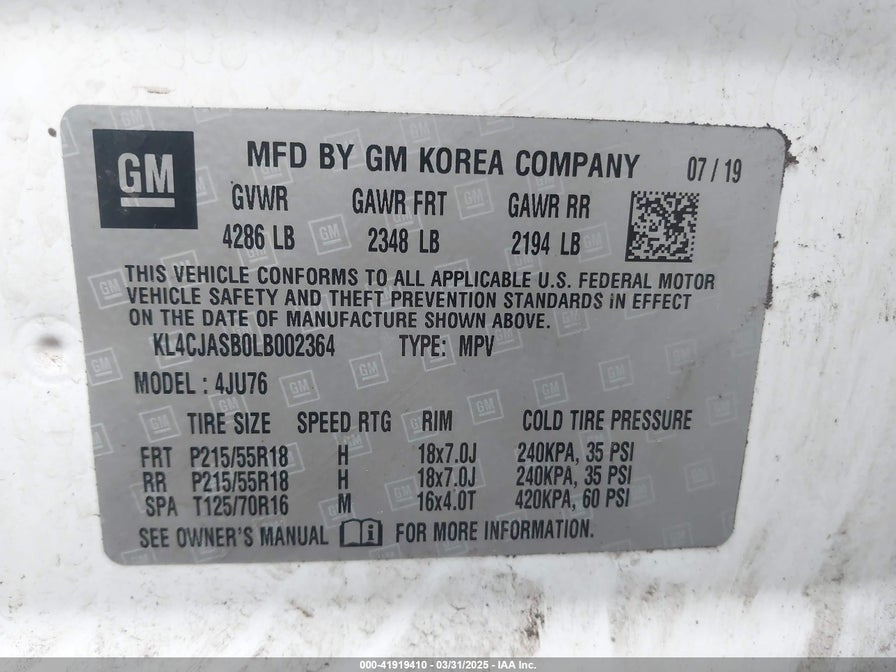 GM
MFD BY GM KOREA COMPANY 07 / 19
GVWR GAWR FRT GAWR RR
4286 LB 2348 LB 2194 LB
THIS VEHICLE CONFORMS TO ALL APPLICABLE U.S. FEDERAL MOTOR
VEHICLE SAFETY AND THEFT PREVENTION STANDARDS IN EFFECT
ON THE DATE OF MANUFACTURE SHOWN ABOVE.
KL4CJASB0LB002364 TYPE: MPV
MODEL : 4JU76
TIRE SIZE SPEED RTG RIM COLD TIRE PRESSURE
FRT P215/55R18 H 18x7.0J 240KPA, 35 PSI
RR P215/55R18 H 18x7.0J 240KPA, 35 PSI
SPA T125/70R16 M 16x4.0T 420KPA, 60 PSI
SEE OWNER'S MANUAL FOR MORE INFORMATION.
000-41919410 - 03/31/2025 - IAA Inc.